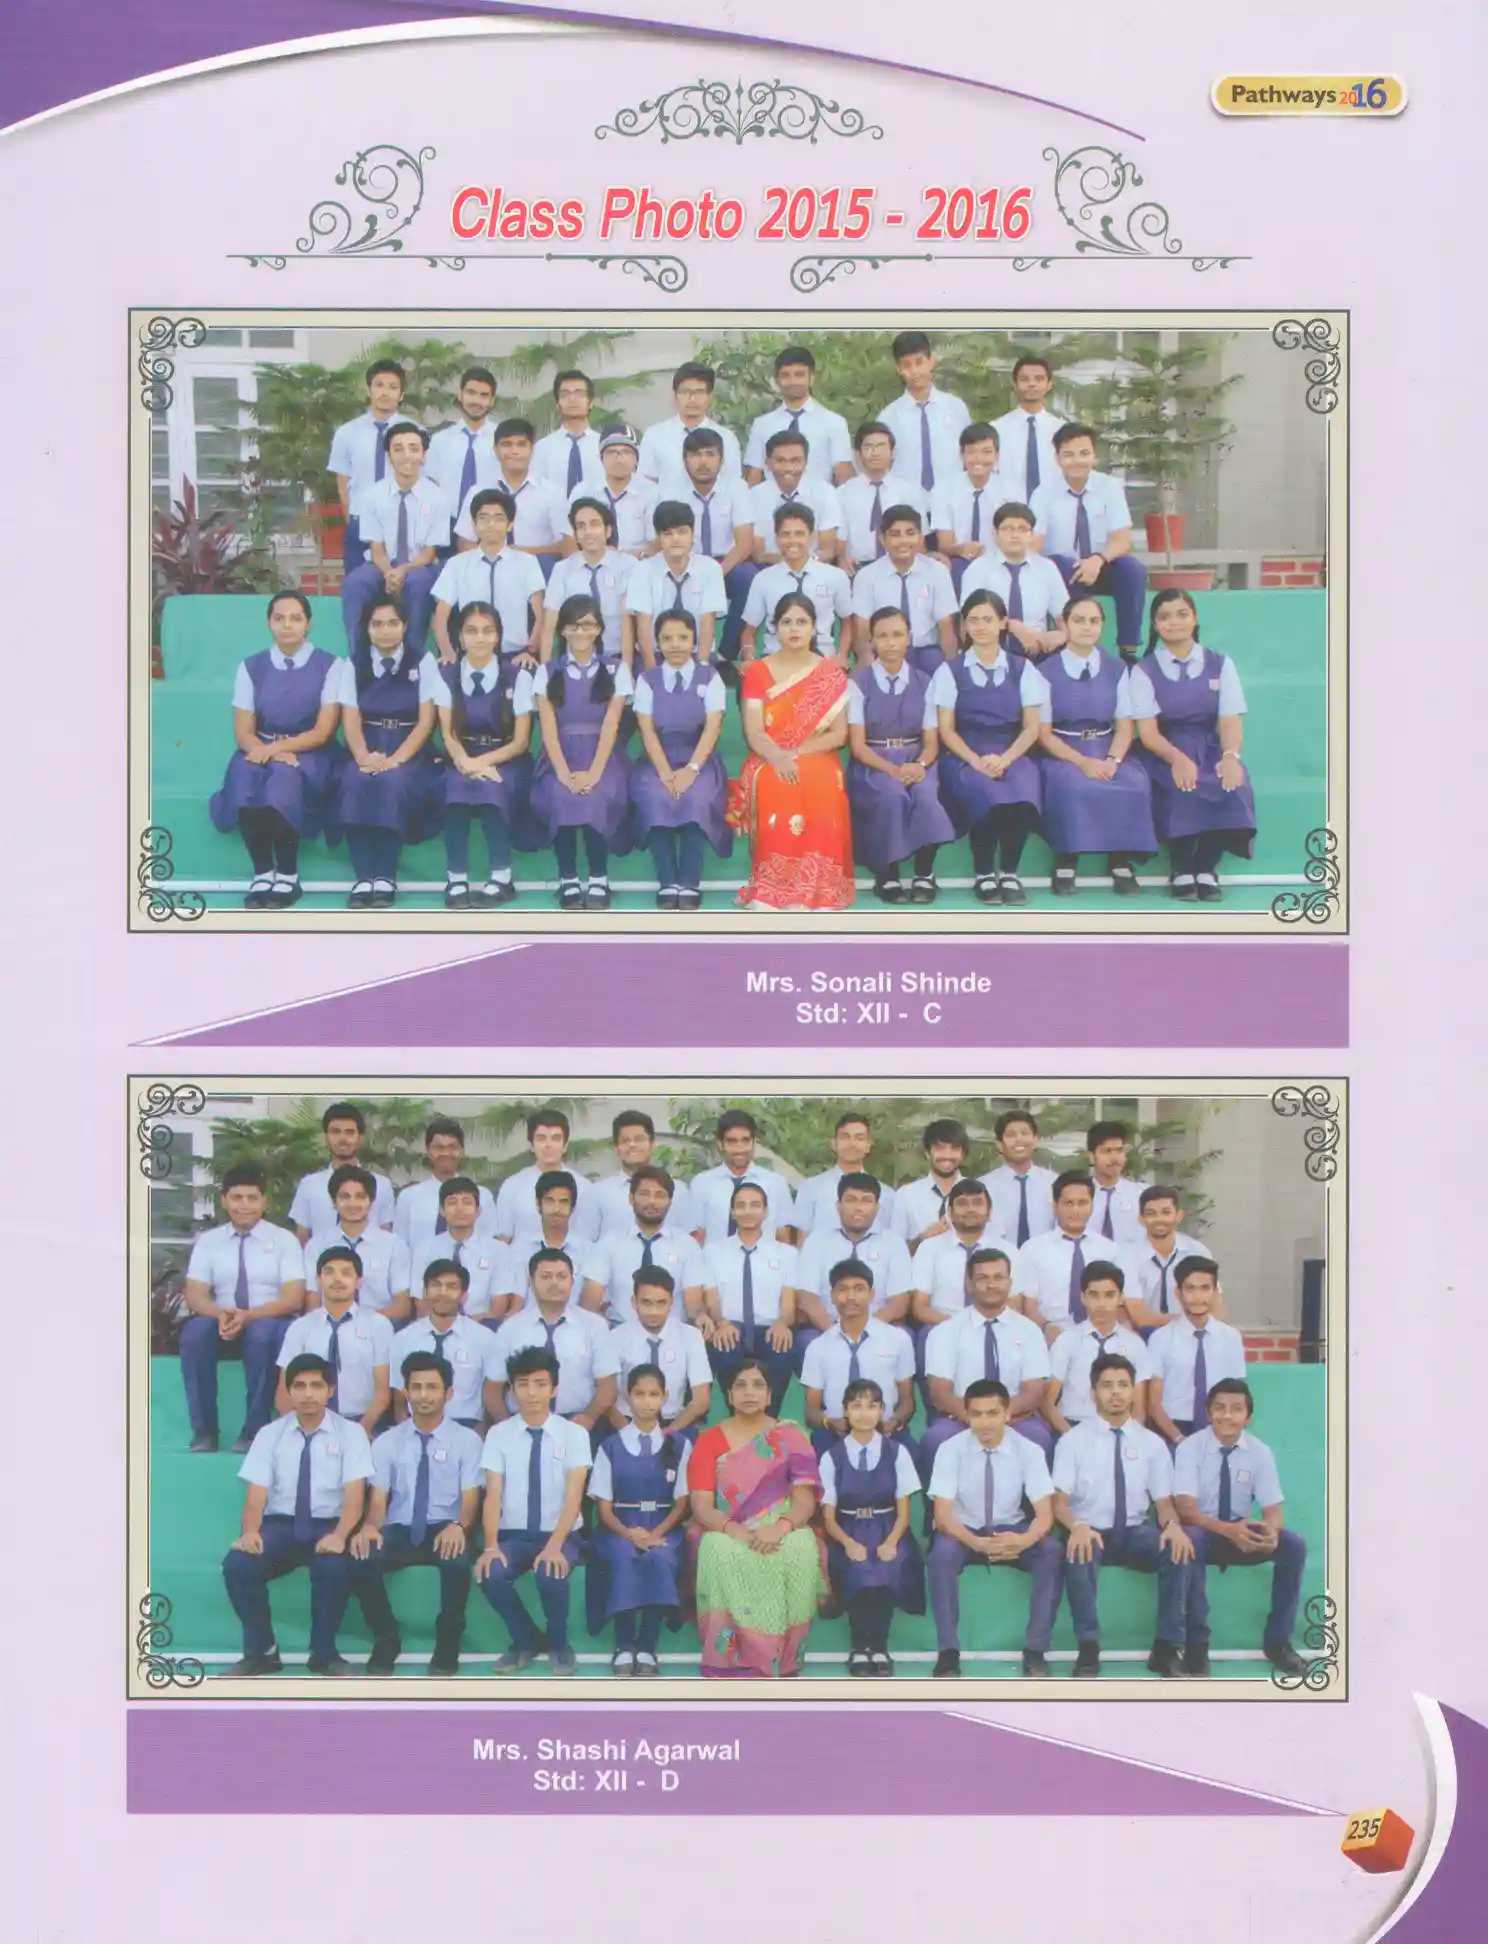 Pathways 2016
Class Photo 2015 - 2016
Mrs. Sonali Shinde
Std: XII - C
Mrs. Shashi Agarwal
Std: XII - D
235